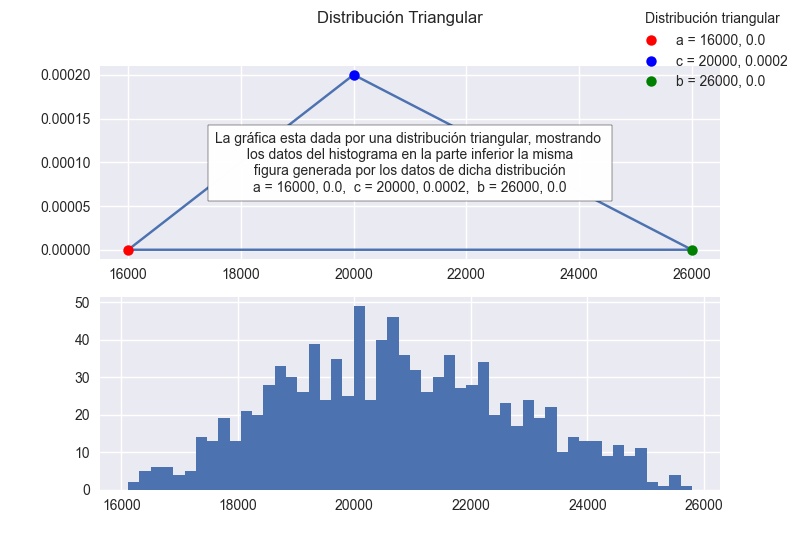 Distribución Triangular
Distribución triangular
a = 16000, 0.0
c = 20000, 0.0002
b = 26000, 0.0
0.00020
0.00015
0.00010
0.00005
0.00000
La gráfica esta dada por una distribución triangular, mostrando
los datos del histograma en la parte inferior la misma
figura generada por los datos de dicha distribución
a = 16000, 0.0, c = 20000, 0.0002, b = 26000, 0.0
16000 18000 20000 22000 24000 26000
50
40
30
20
10
0
16000 18000 20000 22000 24000 26000